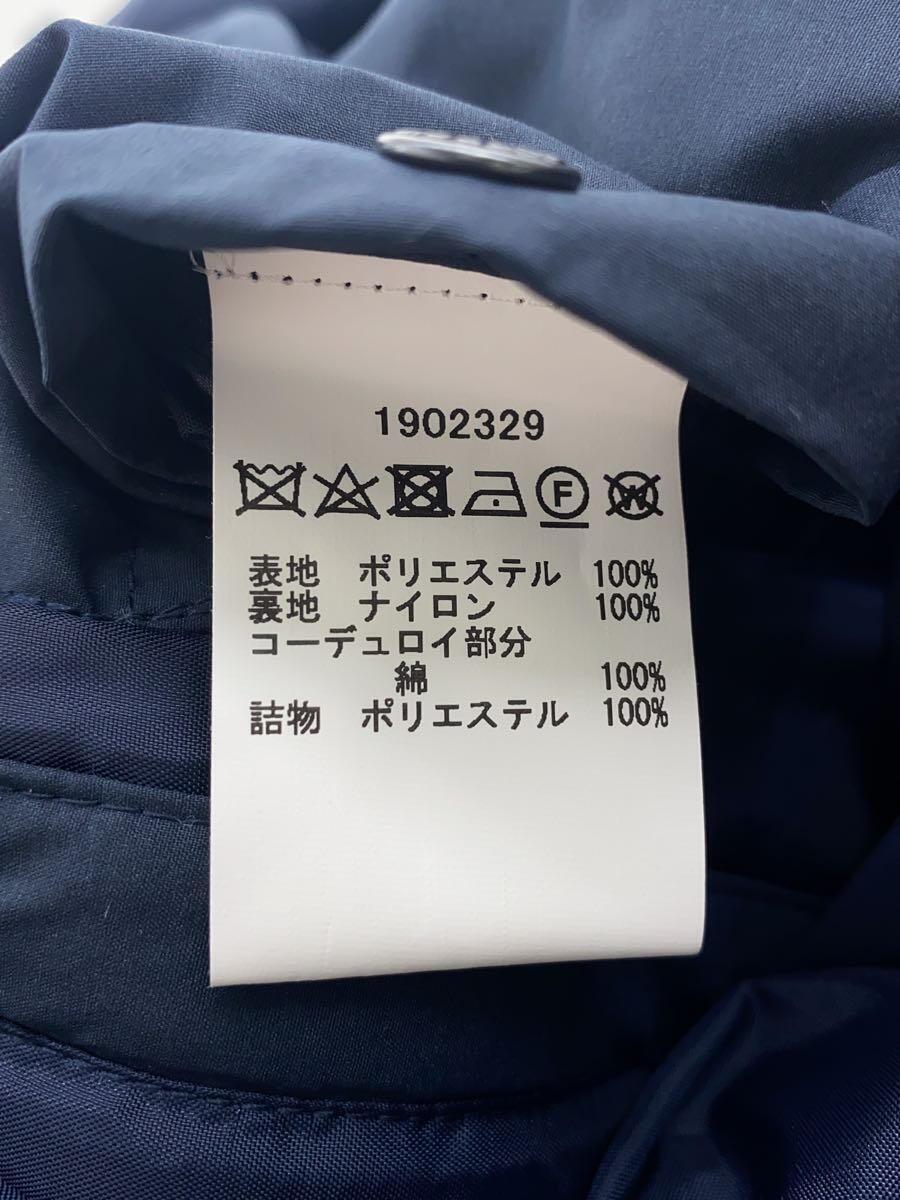 1902329
F W
表地 ポリエステル 100%
裏地 ナイロン 100%
コーデュロイ部分
綿 100%
詰物 ポリエステル 100%